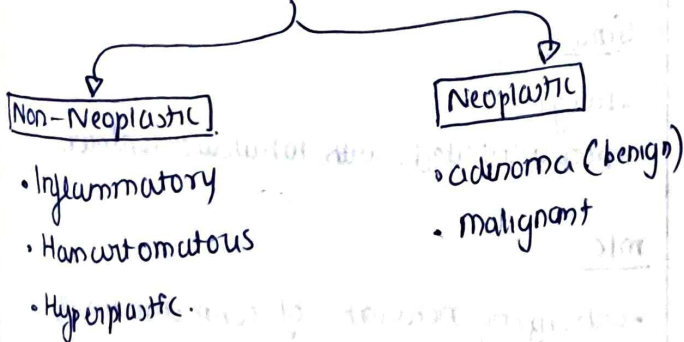 Non-Neoplastic
• Inflammatory
• Hamartomatous
• Hyperplastic.
Neoplastic
• adenoma (benign)
• Malignant